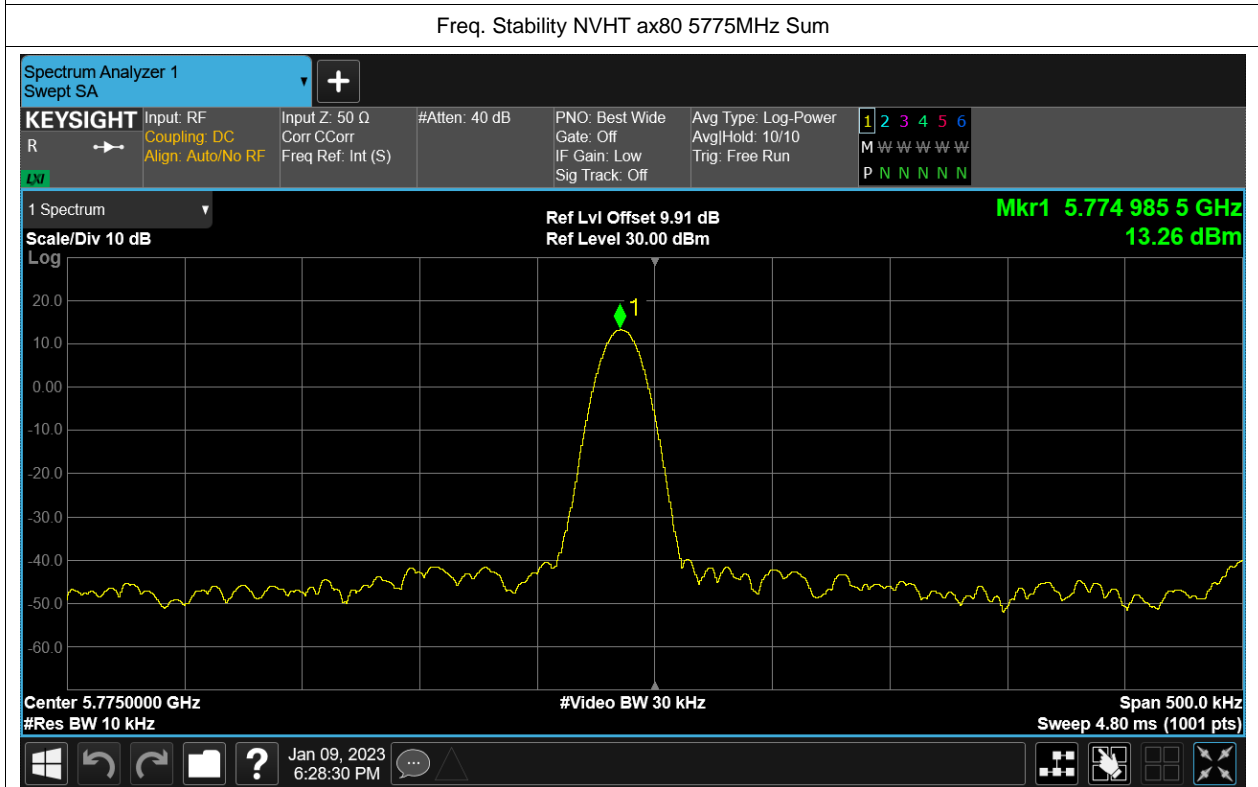 Freq. Stability NVHT ax80 5775MHz Sum
Spectrum Analyzer 1
Swept SA
+
KEYSIGHT
R
LXI
Input: RF
Coupling: DC
Align: Auto/No RF
Input Z: 50 Ω
Corr CCorr
Freq Ref: Int (S)
#Atten: 40 dB
PNO: Best Wide
Gate: Off
IF Gain: Low
Sig Track: Off
Avg Type: Log-Power
Avg|Hold: 10/10
Trig: Free Run
1 2 3 4 5 6
M W W W W W
P N N N N N
1 Spectrum
Scale/Div 10 dB
Log
Ref Lvl Offset 9.91 dB
Ref Level 30.00 dBm
Mkr1 5.774 985 5 GHz
13.26 dBm
1
20.0
10.0
0.00
-10.0
-20.0
-30.0
-40.0
-50.0
-60.0
Center 5.7750000 GHz
#Res BW 10 kHz
#Video BW 30 kHz
Span 500.0 kHz
Sweep 4.80 ms (1001 pts)
?
Jan 09, 2023
6:28:30 PM